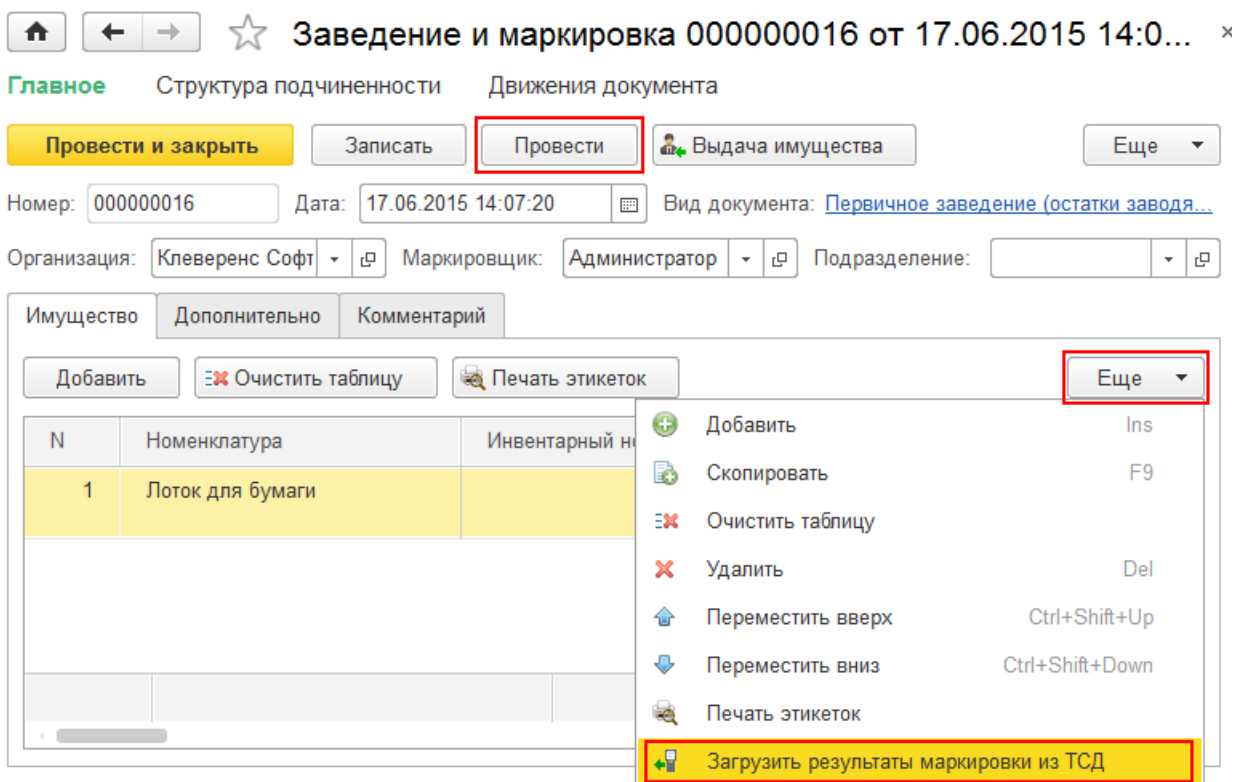 Заведение и маркировка 000000016 от 17.06.2015 14:0...
Главное Структура подчиненности Движения документа
Провести и закрыть Записать Провести Выдача имущества Еще
Номер: 000000016 Дата: 17.06.2015 14:07:20 Вид документа: Первичное заведение (остатки заводя...
Организация: Клеверенс Софт Маркировщик: Администратор Подразделение:
Имущество Дополнительно Комментарий
Добавить Очистить таблицу Печать этикеток Еще
N Номенклатура Инвентарный
1 Лоток для бумаги
Добавить Ins
Скопировать F9
Очистить таблицу
Удалить Del
Переместить вверх Ctrl+Shift+Up
Переместить вниз Ctrl+Shift+Down
Печать этикеток
Загрузить результаты маркировки из ТСД